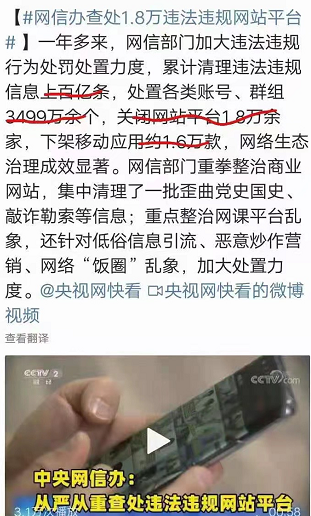 【#网信办查处1.8万违法违规网站平台
#】一年多来，网信部门加大违法违规
行为处罚处置力度，累计清理违法违规
信息上百亿条，处置各类账号、群组
3499万余个，关闭网站平台1.8万余
家，下架移动应用约1.6万款，网络生态
治理成效显著。网信部门重拳整治商业
网站，集中清理了一批歪曲党史国史、
敲诈勒索等信息；重点整治网课平台乱
象，还针对低俗信息引流、恶意炒作营
销、网络“饭圈”乱象，加大处置力
度。@央视网快看 央视网快看的微博
视频
查看翻译
CCTV 2
财经
CCTV.com
中央网信办：
从严从重查处违法违规网站平台
3.1万次播放
00:58